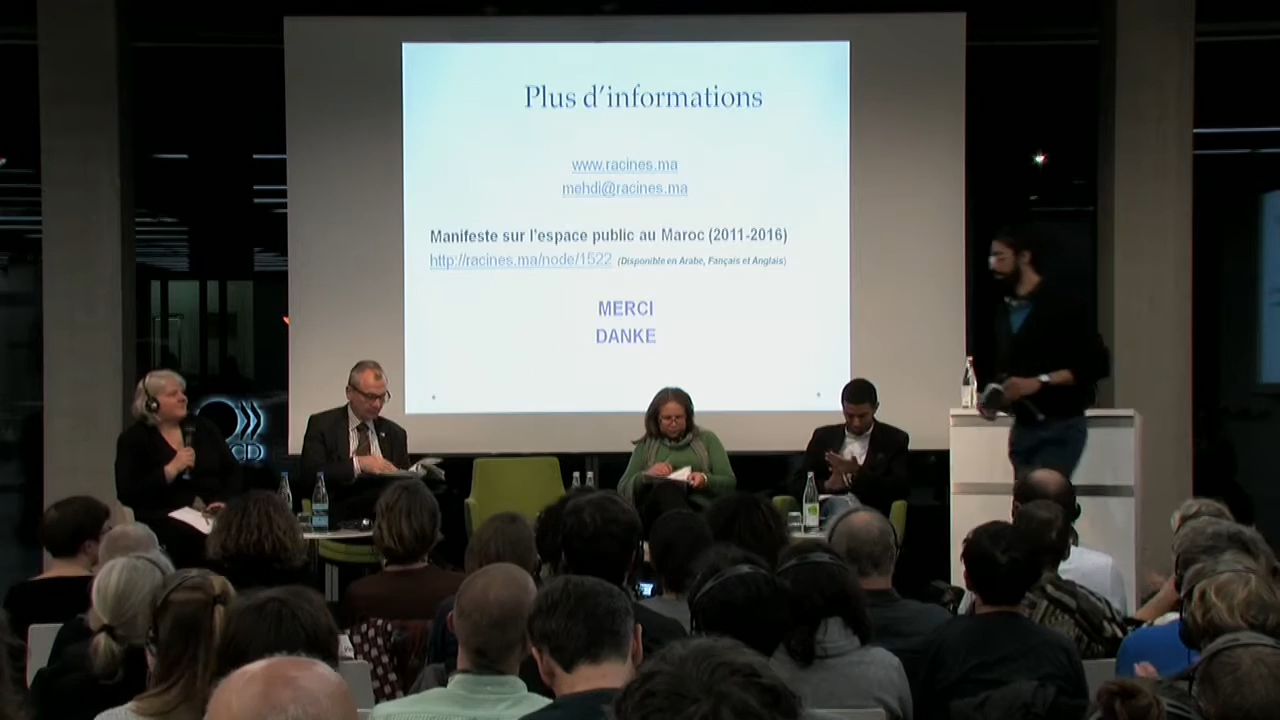 Plus d'informations
www.racines.ma
mehdi@racines.ma
Manifeste sur l'espace public au Maroc (2011-2016)
http://racines.ma/node/1522 (Disponible en Arabe, Fançais et Anglais)
MERCI
DANKE